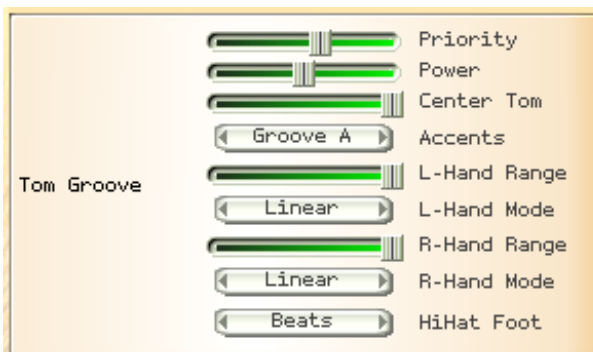 Priority
Power
Center Tom
Groove A Accents
L-Hand Range
Tom Groove
Linear L-Hand Mode
R-Hand Range
Linear R-Hand Mode
Beats HiHat Foot